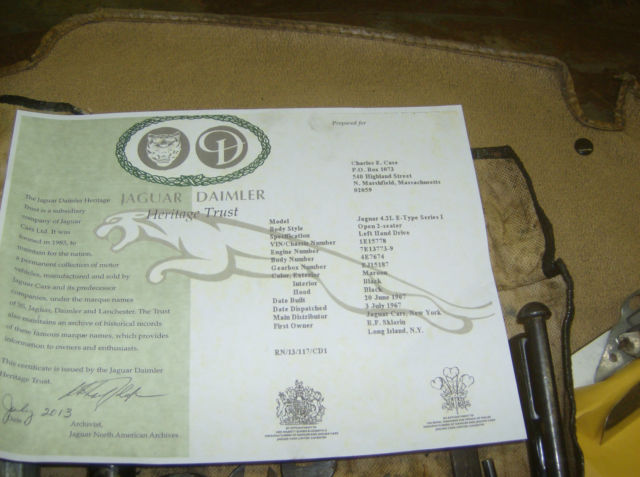 Prepared for
Charles E. Case
P.O. Box 1073
540 Highland Street
N. Marshfield, Massachusetts
02059
JAGUAR DAIMLER
Heritage Trust
The Jaguar Daimler Heritage
Trust is a subsidiary
company of Jaguar
Cars Ltd. It was
formed in 1983, to
maintain for the nation.
a permanent collection of motor
vehicles, manufactured and sold by
Jaguar Cars and its predecessor
companies, under the marque names
of SS, Jaguar, Daimler and Lanchester. The Trust
also maintains an archive of historical records
of these famous marque names, which provides
information to owners and enthusiasts.
This certificate is issued by the Jaguar Daimler
Heritage Trust.
July 2013
Archivist,
Jaguar North American Archives
Model Jaguar 4.2L E-Type Series I
Body Style Open 2-seater
Specification Left Hand Drive
VIN/Chassis Number 1E15778
Engine Number 7E13773-9
Body Number 4E7674
Gearbox Number EJ15187
Color, Exterior Maroon
Interior Black
Hood Black
Date Built 20 June 1967
Date Dispatched 3 July 1967
Main Distributor Jaguar Cars, New York
First Owner R.F. Sklarin
Long Island, N.Y.
RN/13/117/CD1